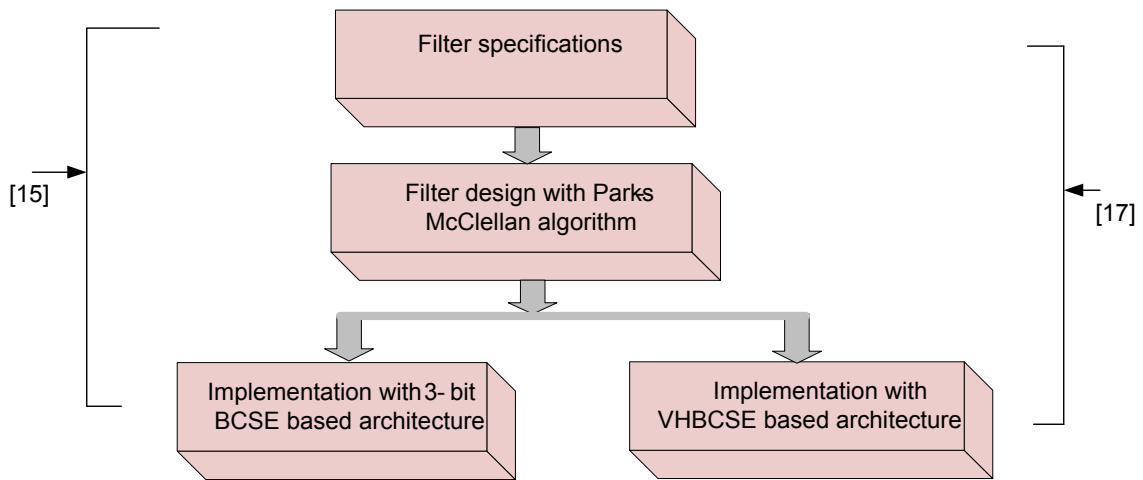 Filter specifications
[15]
Filter design with Parks
McClellan algorithm
[17]
Implementation with 3- bit
BCSE based architecture
Implementation with
VHBCSE based architecture